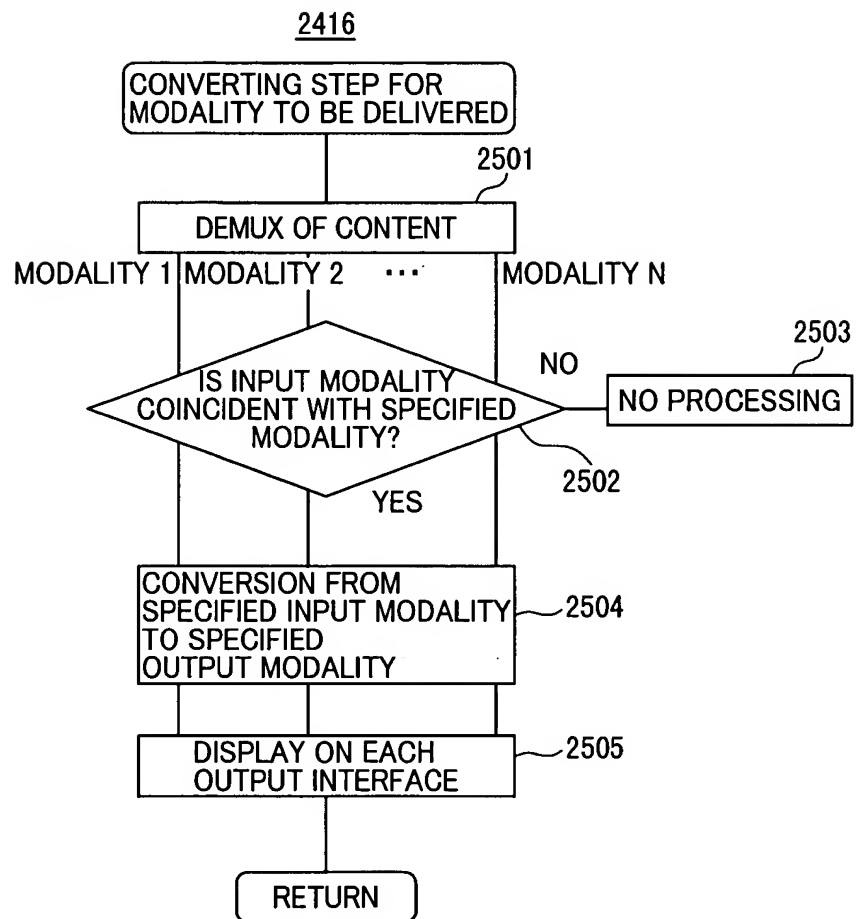 2416
CONVERTING STEP FOR
MODALITY TO BE DELIVERED
2501
DEMUX OF CONTENT
MODALITY 1 MODALITY 2 ... MODALITY N
IS INPUT MODALITY
COINCIDENT WITH SPECIFIED
MODALITY?
NO
2503
NO PROCESSING
2502
YES
CONVERSION FROM
SPECIFIED INPUT MODALITY
TO SPECIFIED
OUTPUT MODALITY
2504
DISPLAY ON EACH
OUTPUT INTERFACE
2505
RETURN